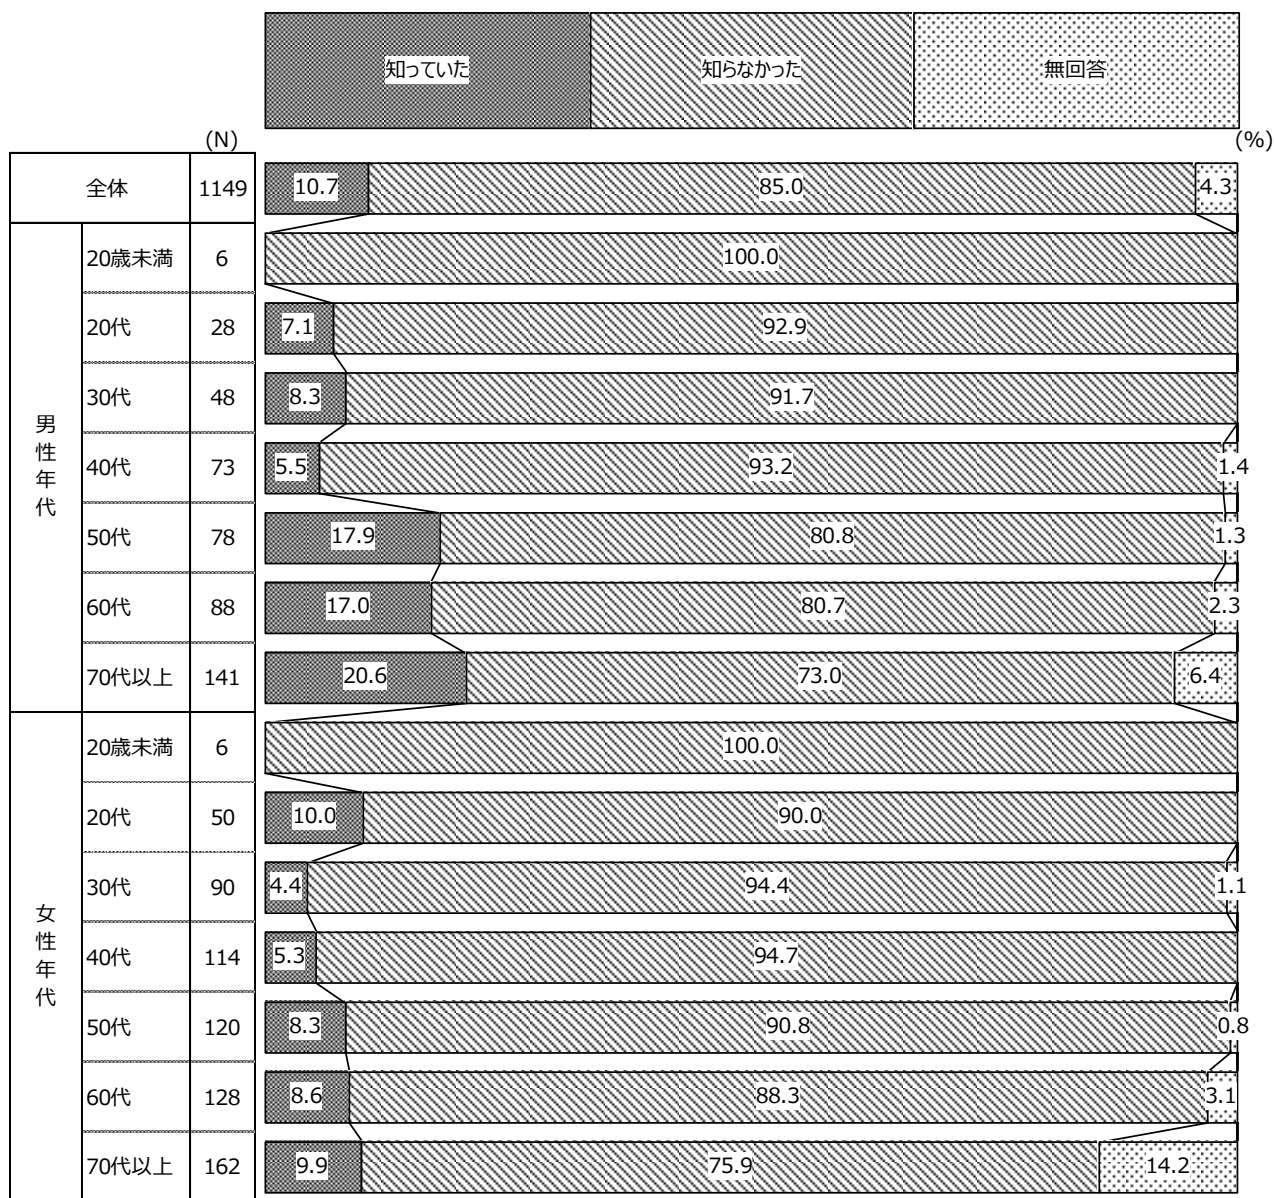 知っていた 知らなかった 無回答
(N) (%)
全体 1149 10.7 85.0 4.3
男性年代
20歳未満 6 100.0
20代 28 7.1 92.9
30代 48 8.3 91.7
40代 73 5.5 93.2 1.4
50代 78 17.9 80.8 1.3
60代 88 17.0 80.7 2.3
70代以上 141 20.6 73.0 6.4
女性年代
20歳未満 6 100.0
20代 50 10.0 90.0
30代 90 4.4 94.4 1.1
40代 114 5.3 94.7
50代 120 8.3 90.8 0.8
60代 128 8.6 88.3 3.1
70代以上 162 9.9 75.9 14.2